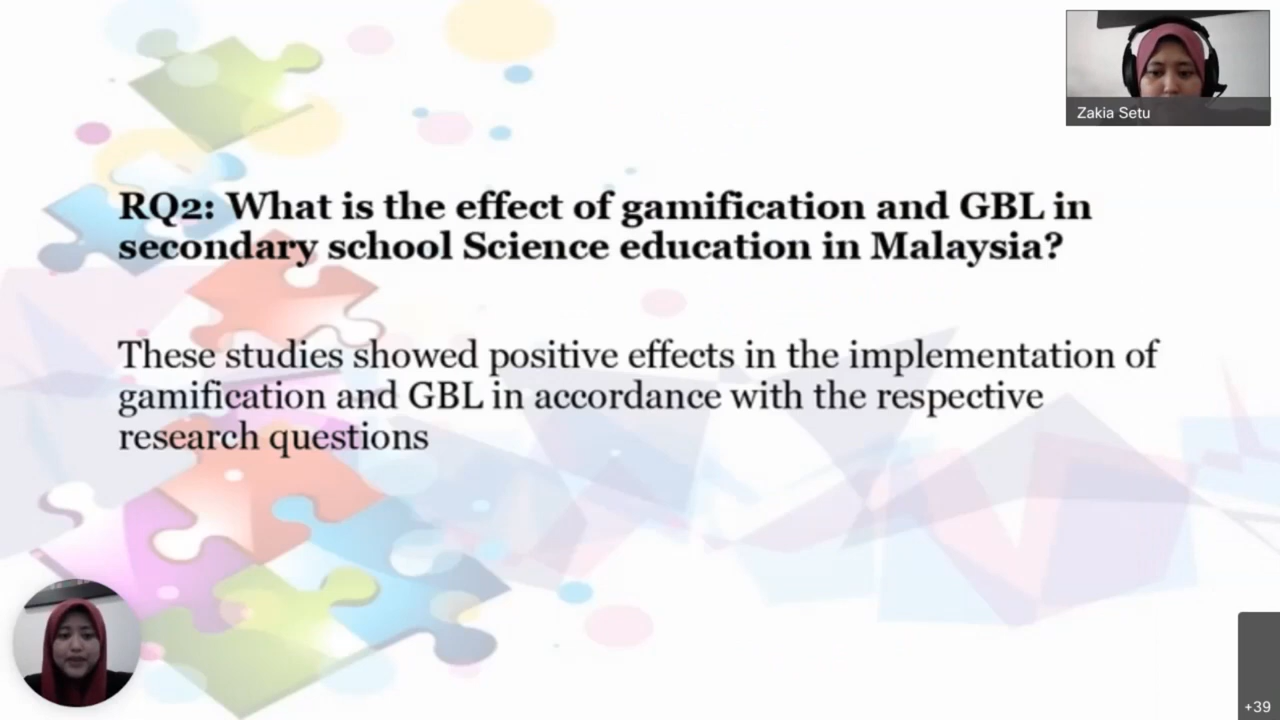 Zakia Setu
RQ2: What is the effect of gamification and GBL in
secondary school Science education in Malaysia?
These studies showed positive effects in the implementation of
gamification and GBL in accordance with the respective
research questions
+39